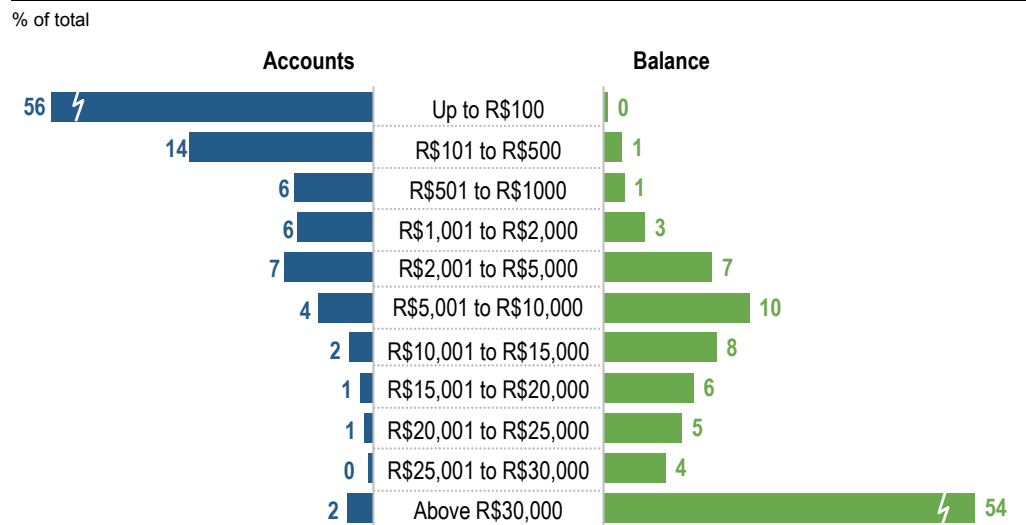 % of total
Accounts Balance
56 Up to R$100 0
14 R$101 to R$500 1
6 R$501 to R$1000 1
6 R$1,001 to R$2,000 3
7 R$2,001 to R$5,000 7
4 R$5,001 to R$10,000 10
2 R$10,001 to R$15,000 8
1 R$15,001 to R$20,000 6
1 R$20,001 to R$25,000 5
0 R$25,001 to R$30,000 4
2 Above R$30,000 54